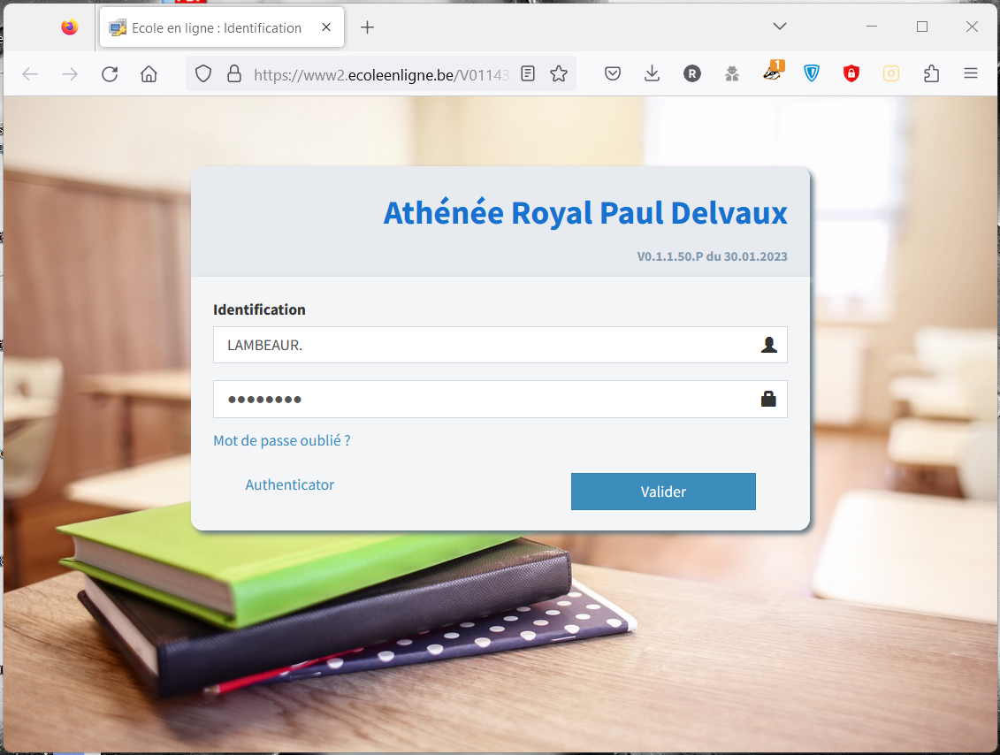 Ecole en ligne : Identification
https://www2.ecoleenligne.be/V01143
R
1
Athénée Royal Paul Delvaux
V0.1.1.50.P du 30.01.2023
Identification
LAMBEAUR.
Mot de passe oublié ?
Authenticator
Valider